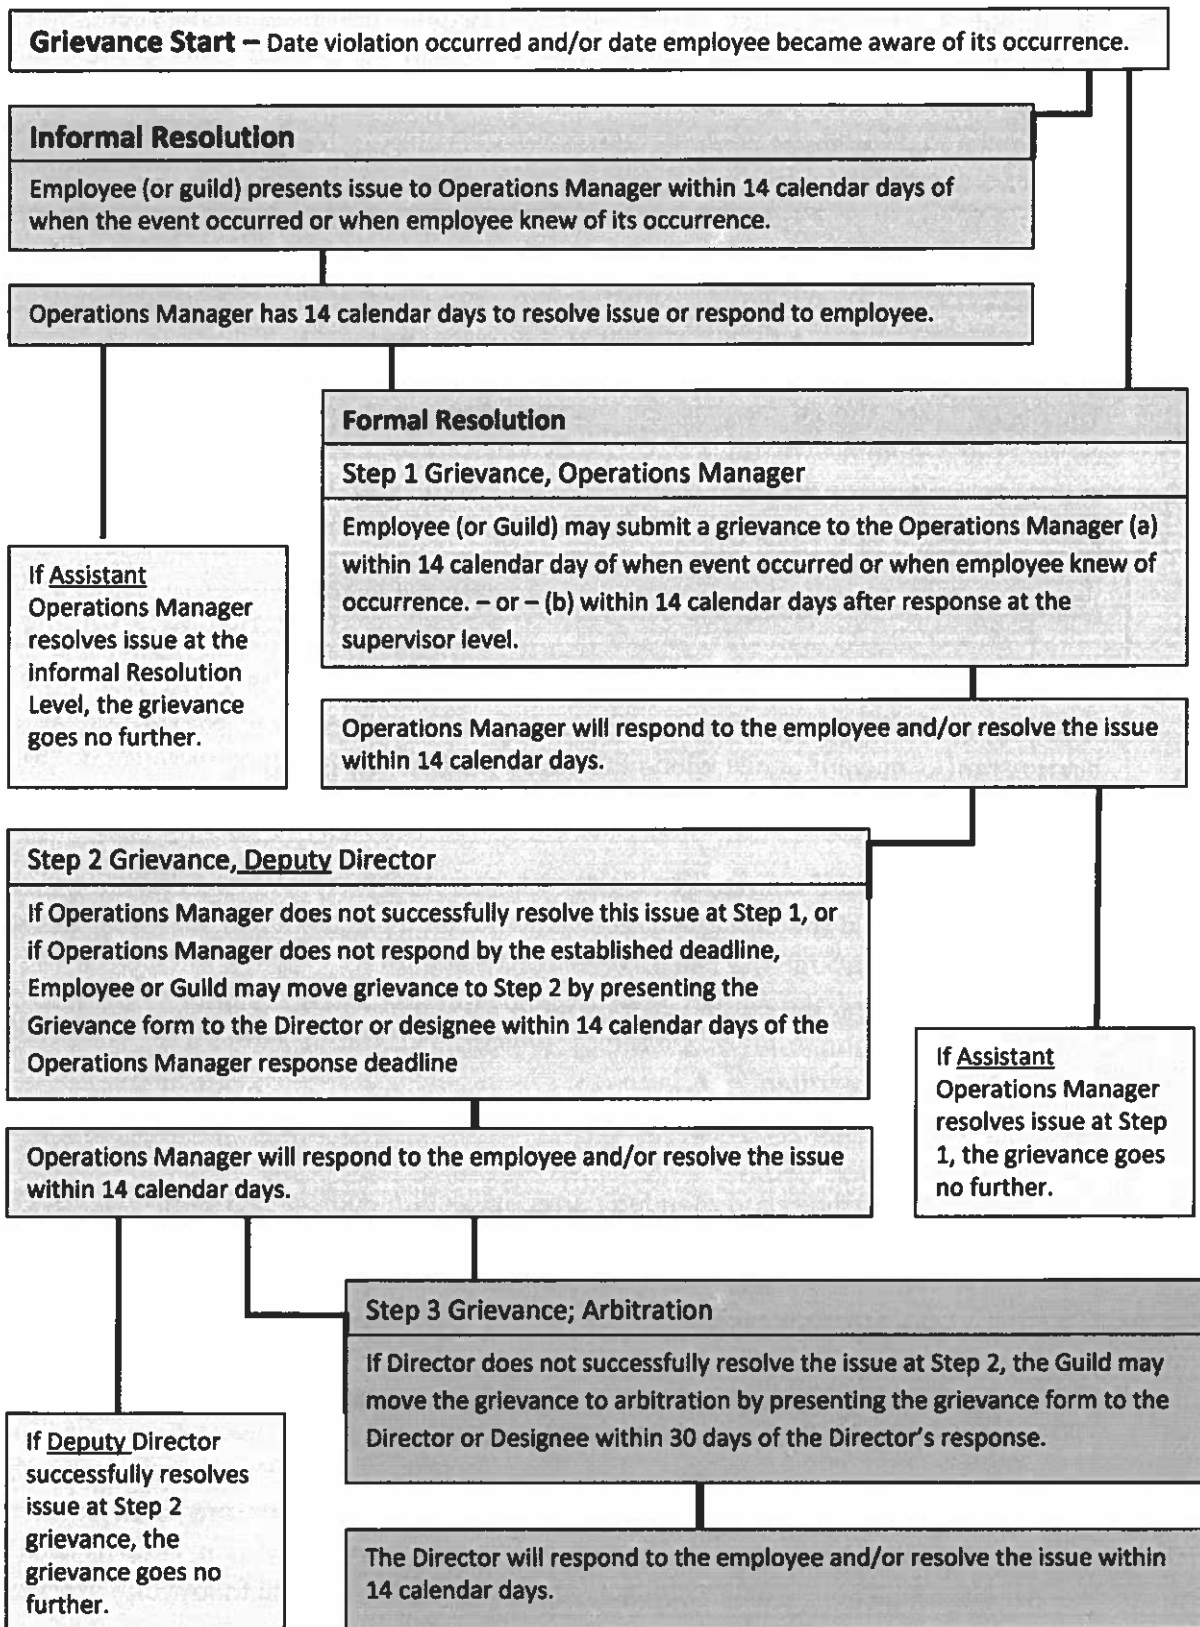 Grievance Start – Date violation occurred and/or date employee became aware of its occurrence.
Informal Resolution
Employee (or guild) presents issue to Operations Manager within 14 calendar days of
when the event occurred or when employee knew of its occurrence.
Operations Manager has 14 calendar days to resolve issue or respond to employee.
Formal Resolution
Step 1 Grievance, Operations Manager
Employee (or Guild) may submit a grievance to the Operations Manager (a)
within 14 calendar day of when event occurred or when employee knew of
occurrence. – or – (b) within 14 calendar days after response at the
supervisor level.
If Assistant
Operations Manager
resolves issue at the
Informal Resolution
Level, the grievance
goes no further.
Operations Manager will respond to the employee and/or resolve the issue
within 14 calendar days.
Step 2 Grievance, Deputy Director
If Operations Manager does not successfully resolve this issue at Step 1, or
if Operations Manager does not respond by the established deadline,
Employee or Guild may move grievance to Step 2 by presenting the
Grievance form to the Director or designee within 14 calendar days of the
Operations Manager response deadline
If Assistant
Operations Manager
resolves issue at Step
1, the grievance goes
no further.
Operations Manager will respond to the employee and/or resolve the issue
within 14 calendar days.
Step 3 Grievance; Arbitration
If Director does not successfully resolve the issue at Step 2, the Guild may
move the grievance to arbitration by presenting the grievance form to the
Director or Designee within 30 days of the Director's response.
If Deputy Director
successfully resolves
issue at Step 2
grievance, the
grievance goes no
further.
The Director will respond to the employee and/or resolve the issue within
14 calendar days.